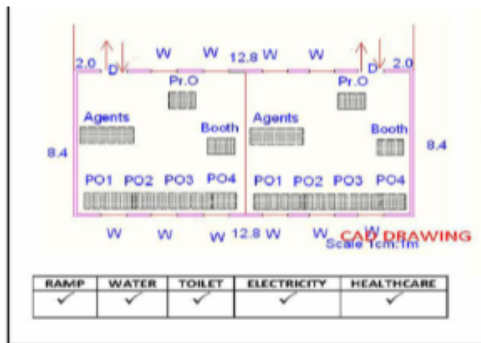 W W 12.8 W W
2.0 D D 2.0
Pr.O Pr.O
Agents Agents
Booth Booth
8.4 8.4
PO1 PO2 PO3 PO4 PO1 PO2 PO3 PO4
W W W 12.8 W W W
CAD DRAWING
Scale 1cm:1m
RAMP WATER TOILET ELECTRICITY HEALTHCARE
✓ ✓ ✓ ✓ ✓